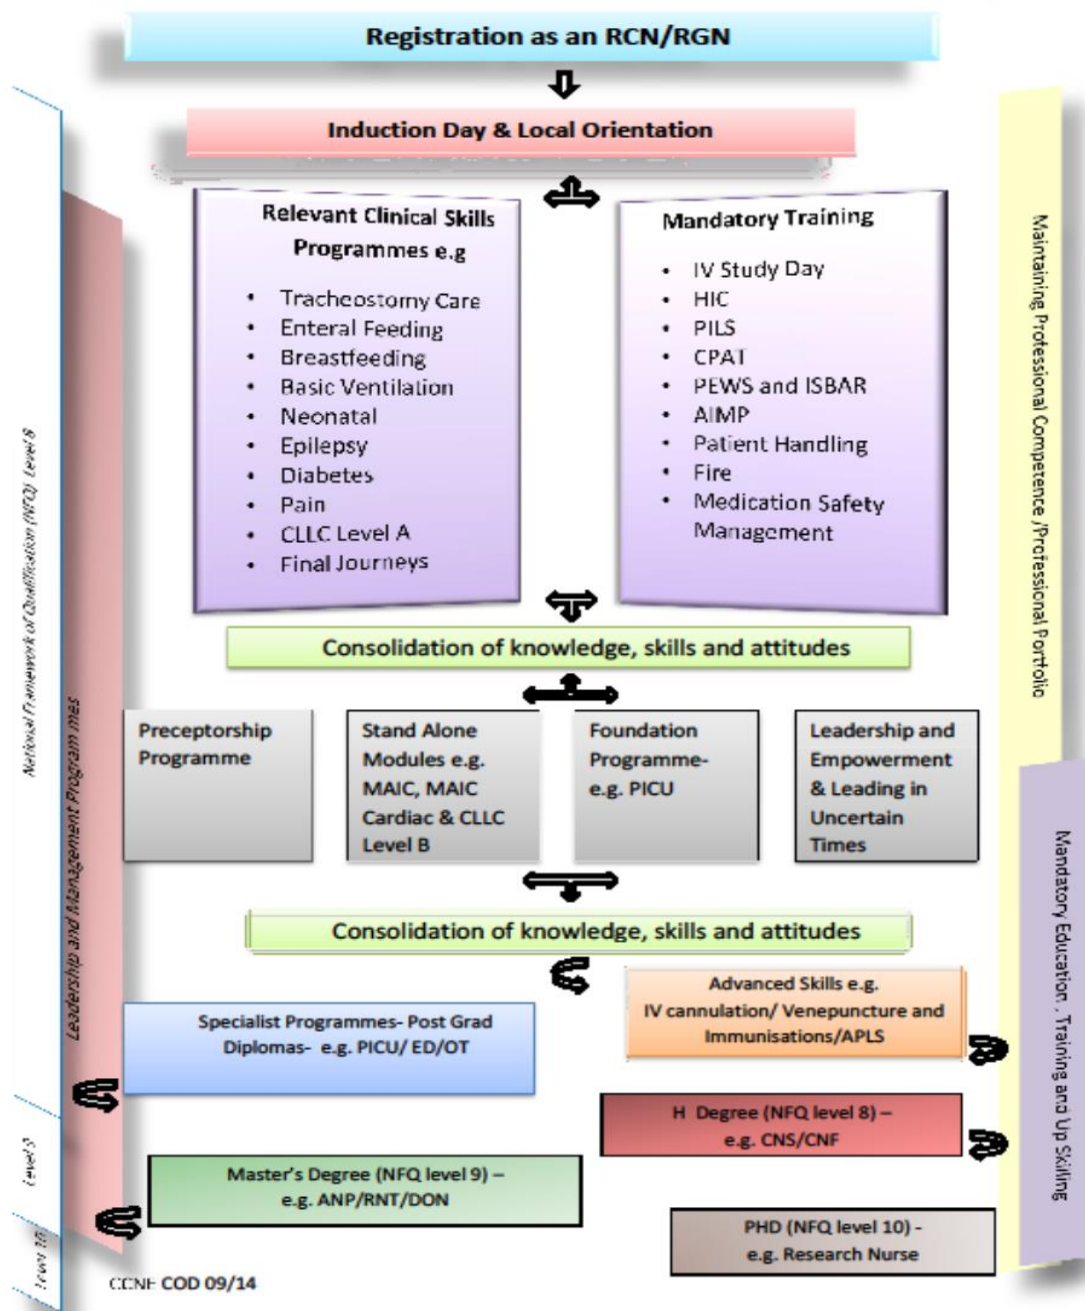 Registration as an RCN/RGN
Induction Day & Local Orientation
Relevant Clinical Skills
Programmes e.g
• Tracheostomy Care
• Enteral Feeding
• Breastfeeding
• Basic Ventilation
• Neonatal
• Epilepsy
• Diabetes
• Pain
• CLLC Level A
• Final Journeys
Mandatory Training
• IV Study Day
• HIC
• PILS
• CPAT
• PEWS and ISBAR
• AIMP
• Patient Handling
• Fire
• Medication Safety
Management
Consolidation of knowledge, skills and attitudes
Preceptorship
Programme
Stand Alone
Modules e.g.
MAIC, MAIC
Cardiac & CLLC
Level B
Foundation
Programme-
e.g. PICU
Leadership and
Empowerment
& Leading in
Uncertain
Times
Consolidation of knowledge, skills and attitudes
Advanced Skills e.g.
IV cannulation/ Venepuncture and
Immunisations/APLS
Specialist Programmes- Post Grad
Diplomas- e.g. PICU/ ED/OT
H Degree (NFQ level 8) –
e.g. CNS/CNF
Master's Degree (NFQ level 9) –
e.g. ANP/RNT/DON
PHD (NFQ level 10) -
e.g. Research Nurse
National Framework of Qualification (NFQ) Level 8
Level 9
Level 10
Leadership and Management Programmes
Maintaining Professional Competence /Professional Portfolio
Mandatory Education , Training and Up Skilling
CCNE COD 09/14